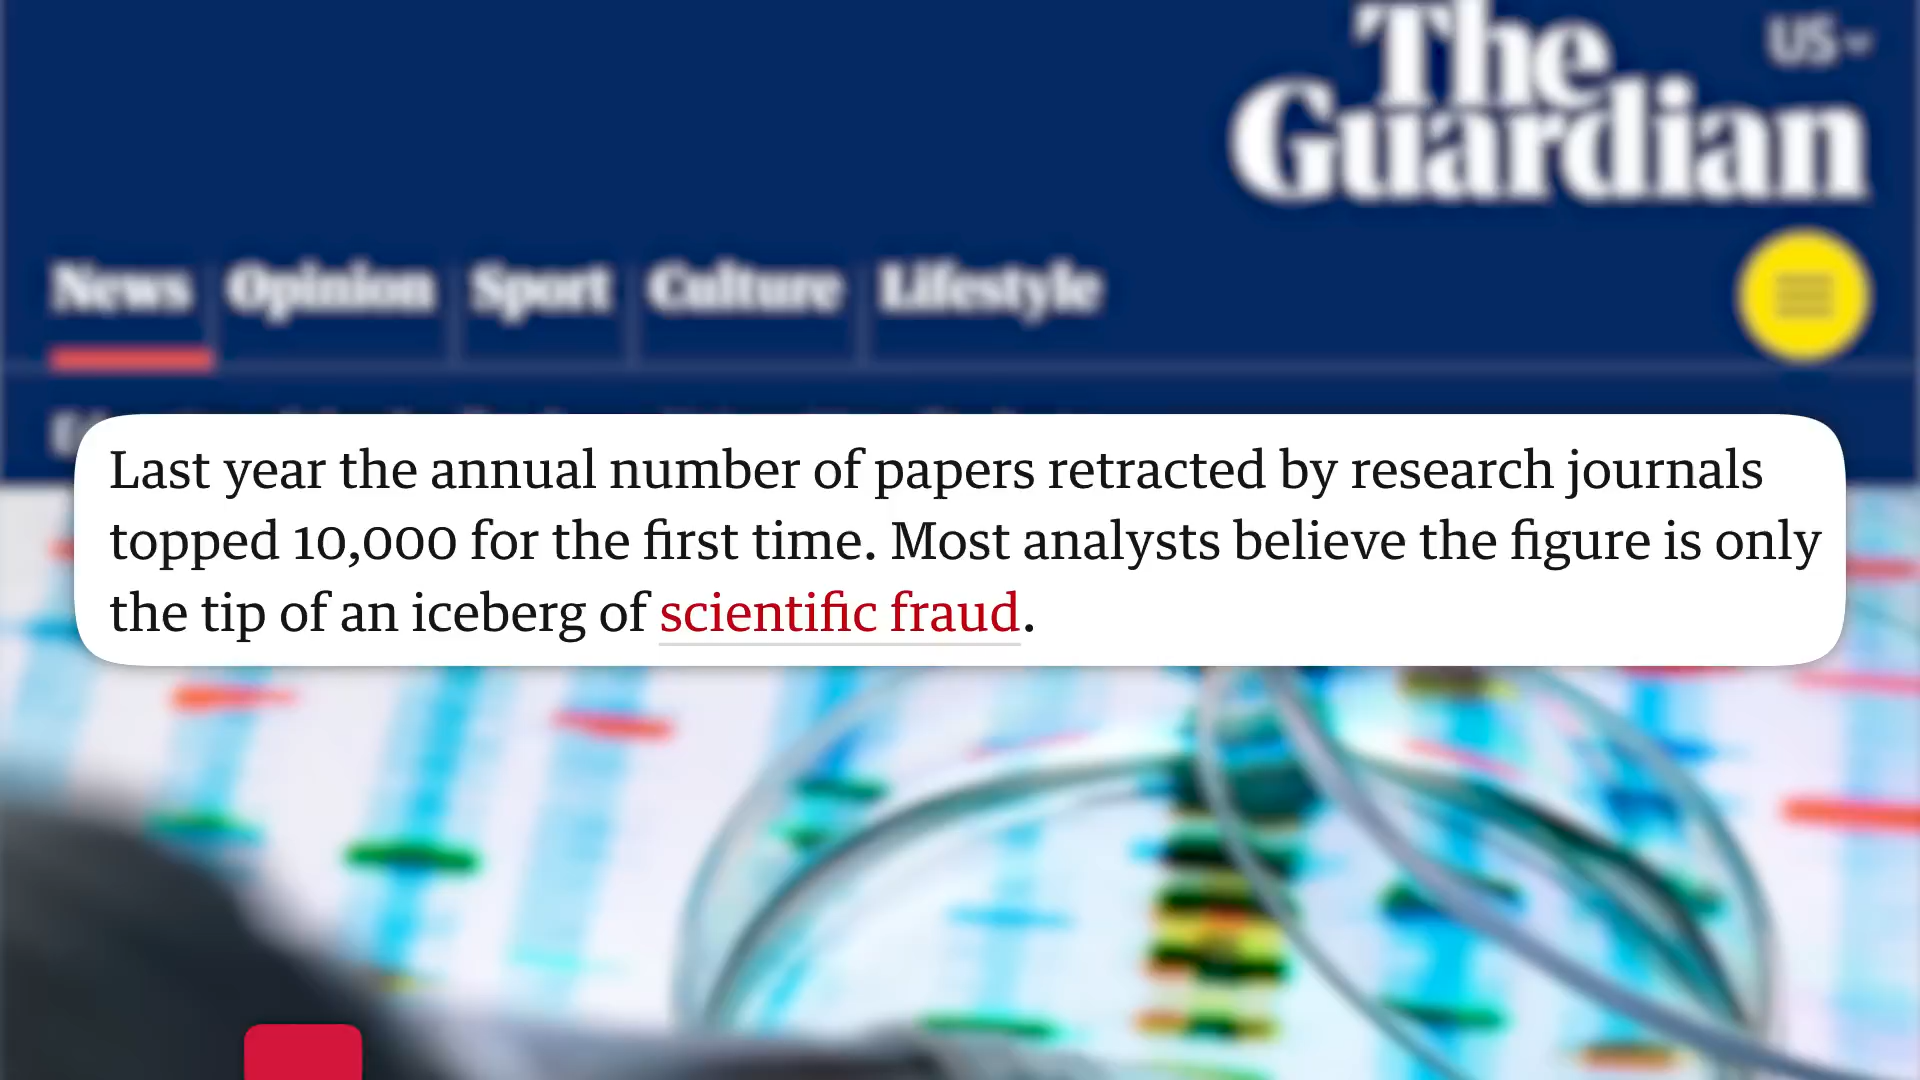 The
Guardian
US
News Opinion Sport Culture Lifestyle
Last year the annual number of papers retracted by research journals
topped 10,000 for the first time. Most analysts believe the figure is only
the tip of an iceberg of scientific fraud.